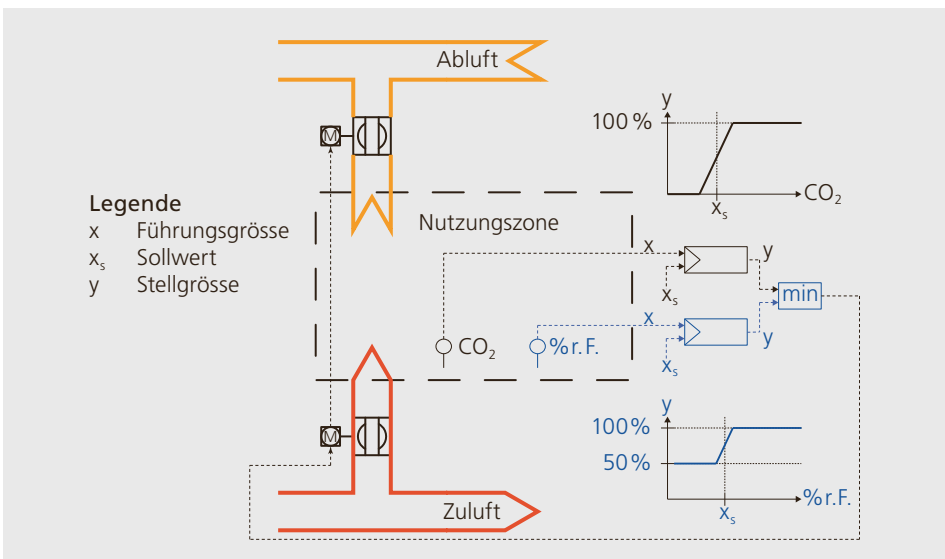 Abluft
M
Legende
x Führungsgrösse
xₛ Sollwert
y Stellgrösse
Nutzungszone
y
100 %
CO₂
xₛ
x
y
xₛ
min
x
y
xₛ
CO₂
% r. F.
M
Zuluft
y
100 %
50 %
% r. F.
xₛ